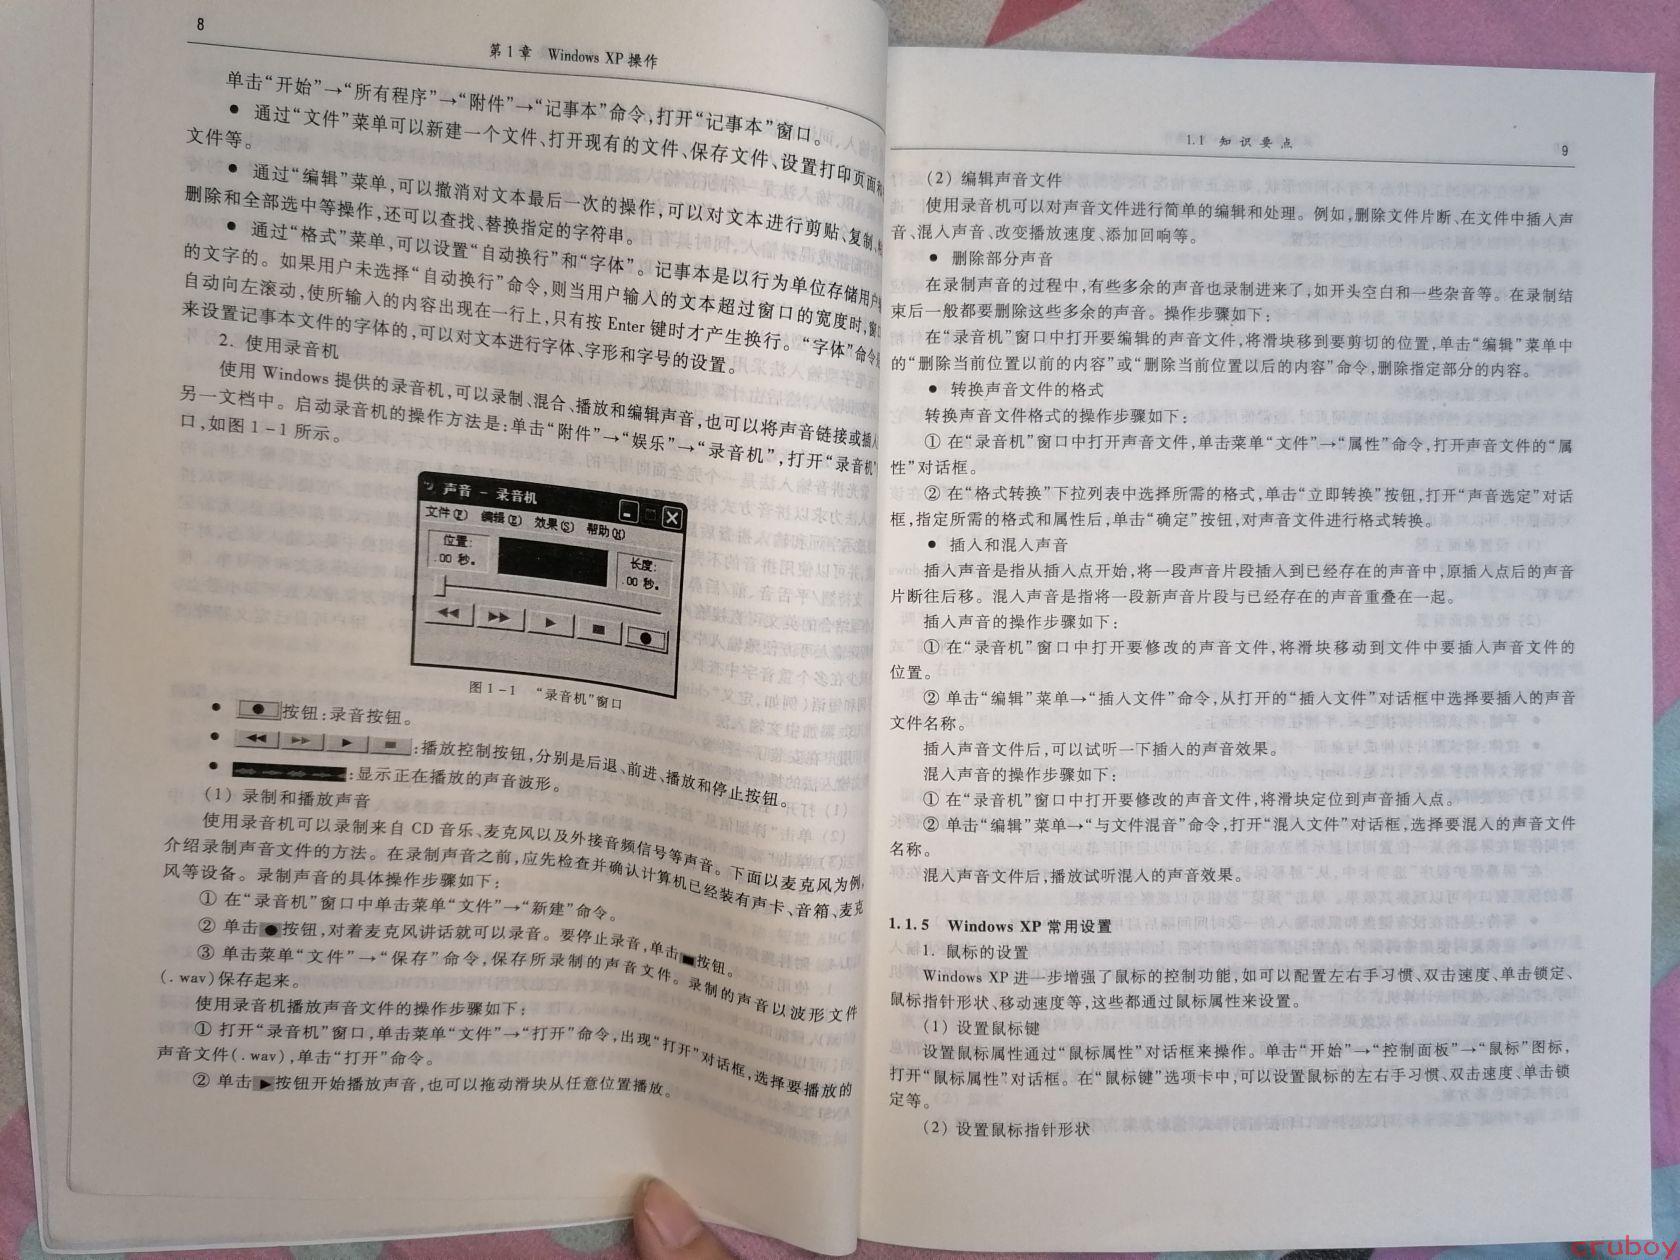 8
第1章 Windows XP操作
单击“开始”→“所有程序”→“附件”→“记事本”命令,打开“记事本”窗口。
• 通过“文件”菜单可以新建一个文件、打开现有的文件、保存文件、设置打印页面和
文件等。
• 通过“编辑”菜单,可以撤消对文本最后一次的操作,可以对文本进行剪贴、复制、
删除和全部选中等操作,还可以查找、替换指定的字符串。
• 通过“格式”菜单,可以设置“自动换行”和“字体”。记事本是以行为单位存储用户
的文字的。如果用户未选择“自动换行”命令,则当用户输入的文本超过窗口的宽度时,窗
自动向左滚动,使所输入的内容出现在一行上,只有按 Enter 键时才产生换行。“字体”命令
来设置记事本文件的字体的,可以对文本进行字体、字形和字号的设置。
2. 使用录音机
使用 Windows 提供的录音机,可以录制、混合、播放和编辑声音,也可以将声音链接或插入
另一文档中。启动录音机的操作方法是:单击“附件”→“娱乐”→“录音机”,打开“录音机”
口,如图 1-1 所示。
声音 - 录音机
文件(F) 编辑(E) 效果(S) 帮助(H)
位置: 长度:
.00 秒。 .00 秒。
图 1-1 “录音机”窗口
• 按钮:录音按钮。
• :播放控制按钮,分别是后退、前进、播放和停止按钮。
• :显示正在播放的声音波形。
(1) 录制和播放声音
使用录音机可以录制来自 CD 音乐、麦克风以及外接音频信号等声音。下面以麦克风为例,
介绍录制声音文件的方法。在录制声音之前,应先检查并确认计算机已经装有声卡、音箱、麦克
风等设备。录制声音的具体操作步骤如下:
① 在“录音机”窗口中单击菜单“文件”→“新建”命令。
② 单击●按钮,对着麦克风讲话就可以录音。要停止录音,单击■按钮。
③ 单击菜单“文件”→“保存”命令,保存所录制的声音文件。录制的声音以波形文件
(.wav)保存起来。
使用录音机播放声音文件的操作步骤如下:
① 打开“录音机”窗口,单击菜单“文件”→“打开”命令,出现“打开”对话框,选择要播放的
声音文件(.wav),单击“打开”命令。
② 单击▶按钮开始播放声音,也可以拖动滑块从任意位置播放。
1.1 知识要点
9
(2) 编辑声音文件
使用录音机可以对声音文件进行简单的编辑和处理。例如,删除文件片断、在文件中插入声
音、混入声音、改变播放速度、添加回响等。
• 删除部分声音
在录制声音的过程中,有些多余的声音也录制进来了,如开头空白和一些杂音等。在录制结
束后一般都要删除这些多余的声音。操作步骤如下:
在“录音机”窗口中打开要编辑的声音文件,将滑块移到要剪切的位置,单击“编辑”菜单中
的“删除当前位置以前的内容”或“删除当前位置以后的内容”命令,删除指定部分的内容。
• 转换声音文件的格式
转换声音文件格式的操作步骤如下:
① 在“录音机”窗口中打开声音文件,单击菜单“文件”→“属性”命令,打开声音文件的“属
性”对话框。
② 在“格式转换”下拉列表中选择所需的格式,单击“立即转换”按钮,打开“声音选定”对话
框,指定所需的格式和属性后,单击“确定”按钮,对声音文件进行格式转换。
• 插入和混入声音
插入声音是指从插入点开始,将一段声音片段插入到已经存在的声音中,原插入点后的声音
片断往后移。混入声音是指将一段新声音片段与已经存在的声音重叠在一起。
插入声音的操作步骤如下:
① 在“录音机”窗口中打开要修改的声音文件,将滑块移动到文件中要插入声音文件的
位置。
② 单击“编辑”菜单→“插入文件”命令,从打开的“插入文件”对话框中选择要插入的声音
文件名称。
插入声音文件后,可以试听一下插入的声音效果。
混入声音的操作步骤如下:
① 在“录音机”窗口中打开要修改的声音文件,将滑块定位到声音插入点。
② 单击“编辑”菜单→“与文件混音”命令,打开“混入文件”对话框,选择要混入的声音文件
名称。
混入声音文件后,播放试听混入的声音效果。
1.1.5 Windows XP 常用设置
1. 鼠标的设置
Windows XP 进一步增强了鼠标的控制功能,如可以配置左右手习惯、双击速度、单击锁定、
鼠标指针形状、移动速度等,这些都通过鼠标属性来设置。
(1) 设置鼠标键
设置鼠标属性通过“鼠标属性”对话框来操作。单击“开始”→“控制面板”→“鼠标”图标,
打开“鼠标属性”对话框。在“鼠标键”选项卡中,可以设置鼠标的左右手习惯、双击速度、单击锁
定等。
(2) 设置鼠标指针形状
cruboy